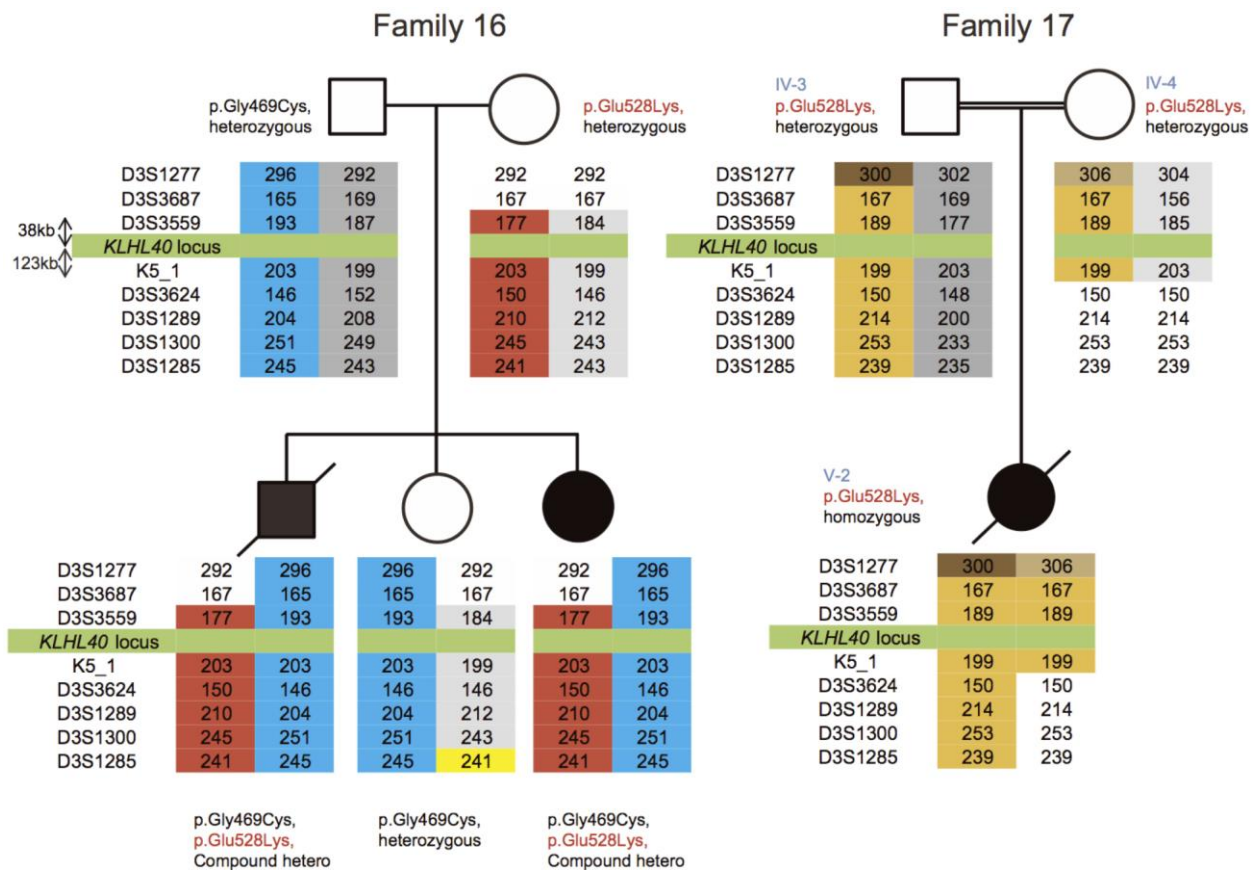 Family 16
Family 17
p.Gly469Cys,
heterozygous
p.Glu528Lys,
heterozygous
IV-3
p.Glu528Lys,
heterozygous
IV-4
p.Glu528Lys,
heterozygous
D3S1277 296 292 292 292
D3S3687 165 169 167 167
D3S3559 193 187 177 184
38kb
KLHL40 locus
123kb
K5_1 203 199 203 199
D3S3624 146 152 150 146
D3S1289 204 208 210 212
D3S1300 251 249 245 243
D3S1285 245 243 241 243
D3S1277 300 302 306 304
D3S3687 167 169 167 156
D3S3559 189 177 189 185
KLHL40 locus
K5_1 199 203 199 203
D3S3624 150 148 150 150
D3S1289 214 200 214 214
D3S1300 253 233 253 253
D3S1285 239 235 239 239
V-2
p.Glu528Lys,
homozygous
D3S1277 292 296 296 292 292 296
D3S3687 167 165 165 167 167 165
D3S3559 177 193 193 184 177 193
KLHL40 locus
K5_1 203 203 203 199 203 203
D3S3624 150 146 146 146 150 146
D3S1289 210 204 204 212 210 204
D3S1300 245 251 251 243 245 251
D3S1285 241 245 245 241 241 245
D3S1277 300 306
D3S3687 167 167
D3S3559 189 189
KLHL40 locus
K5_1 199 199
D3S3624 150 150
D3S1289 214 214
D3S1300 253 253
D3S1285 239 239
p.Gly469Cys,
p.Glu528Lys,
Compound hetero
p.Gly469Cys,
heterozygous
p.Gly469Cys,
p.Glu528Lys,
Compound hetero